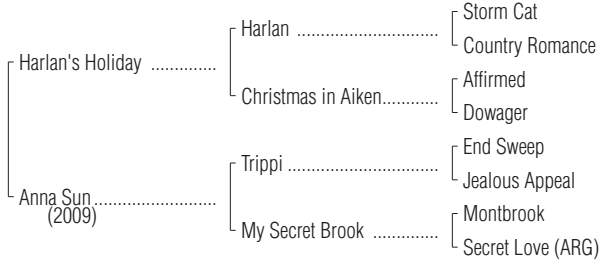 Storm Cat
Harlan ..................................
Country Romance
Harlan's Holiday ...............
Affirmed
Christmas in Aiken.............
Dowager
End Sweep
Trippi ....................................
Jealous Appeal
Anna Sun ............................
(2009)
Montbrook
My Secret Brook ...............
Secret Love (ARG)